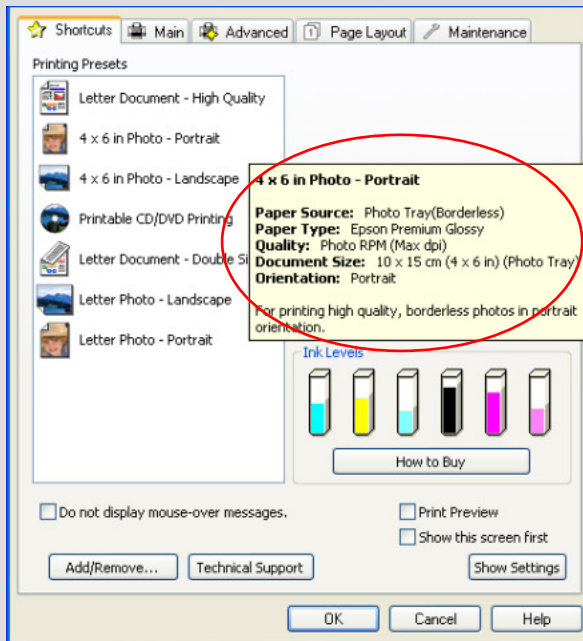 Shortcuts Main Advanced 1 Page Layout Maintenance
Printing Presets
Letter Document - High Quality
4 x 6 in Photo - Portrait
4 x 6 in Photo - Landscape
Printable CD/DVD Printing
Letter Document - Double Si
Letter Photo - Landscape
Letter Photo - Portrait
4 x 6 in Photo - Portrait
Paper Source: Photo Tray(Borderless)
Paper Type: Epson Premium Glossy
Quality: Photo RPM (Max dpi)
Document Size: 10 x 15 cm (4 x 6 in) (Photo Tray)
Orientation: Portrait
For printing high quality, borderless photos in portrait
orientation.
Ink Levels
How to Buy
Do not display mouse-over messages.
Print Preview
Show this screen first
Add/Remove... Technical Support Show Settings
OK Cancel Help